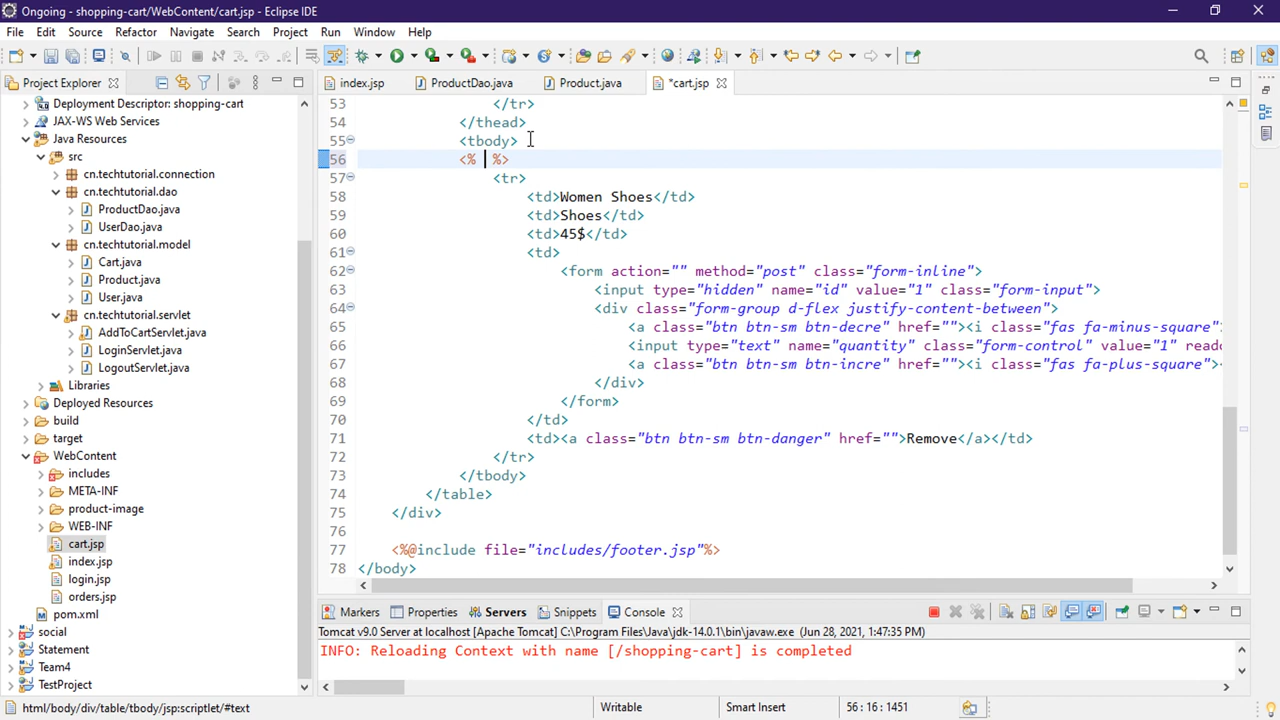 Ongoing - shopping-cart/WebContent/cart.jsp - Eclipse IDE
File Edit Source Refactor Navigate Search Project Run Window Help
Project Explorer
index.jsp ProductDao.java Product.java *cart.jsp
Deployment Descriptor: shopping-cart
JAX-WS Web Services
Java Resources
src
cn.techtutorial.connection
cn.techtutorial.dao
ProductDao.java
UserDao.java
cn.techtutorial.model
Cart.java
Product.java
User.java
cn.techtutorial.servlet
AddToCartServlet.java
LoginServlet.java
LogoutServlet.java
Libraries
Deployed Resources
build
target
WebContent
includes
META-INF
product-image
WEB-INF
cart.jsp
index.jsp
login.jsp
orders.jsp
pom.xml
social
Statement
Team4
TestProject
53 </tr>
54 </thead>
55 <tbody>
56 <% %>
57 <tr>
58 <td>Women Shoes</td>
59 <td>Shoes</td>
60 <td>45$</td>
61 <td>
62 <form action="" method="post" class="form-inline">
63 <input type="hidden" name="id" value="1" class="form-input">
64 <div class="form-group d-flex justify-content-between">
65 <a class="btn btn-sm btn-decre" href=""><i class="fas fa-minus-square"
66 <input type="text" name="quantity" class="form-control" value="1" reado
67 <a class="btn btn-sm btn-incre" href=""><i class="fas fa-plus-square"><
68 </div>
69 </form>
70 </td>
71 <td><a class="btn btn-sm btn-danger" href="">Remove</a></td>
72 </tr>
73 </tbody>
74 </table>
75 </div>
76
77 <%@include file="includes/footer.jsp"%>
78 </body>
Markers Properties Servers Snippets Console
Tomcat v9.0 Server at localhost [Apache Tomcat] C:\Program Files\Java\jdk-14.0.1\bin\javaw.exe (Jun 28, 2021, 1:47:35 PM)
INFO: Reloading Context with name [/shopping-cart] is completed
html/body/div/table/tbody/jsp:scriptlet/#text Writable Smart Insert 56 : 16 : 1451